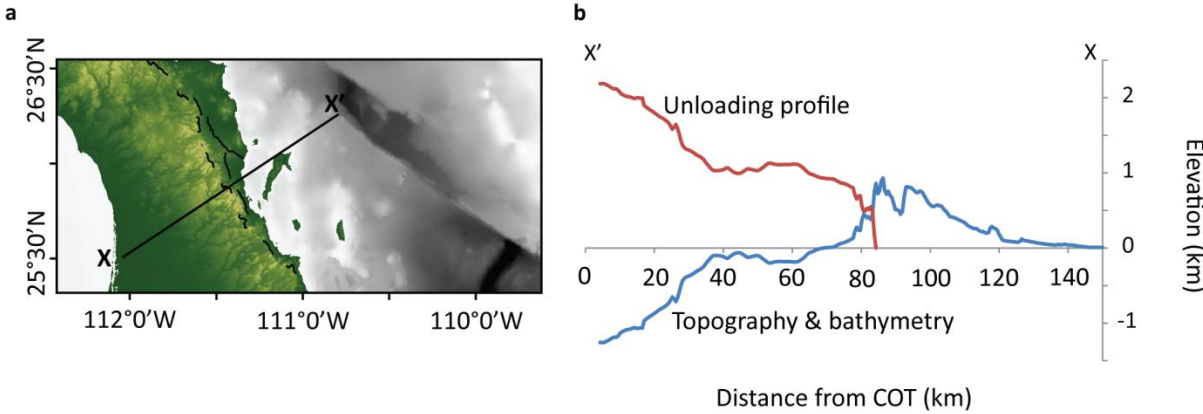 a
26°30’N
25°30’N
X
X’
112°0’W
111°0’W
110°0’W
b
X’
X
Unloading profile
Topography & bathymetry
2
1
0
-1
0
20
40
60
80
100
120
140
Elevation (km)
Distance from COT (km)